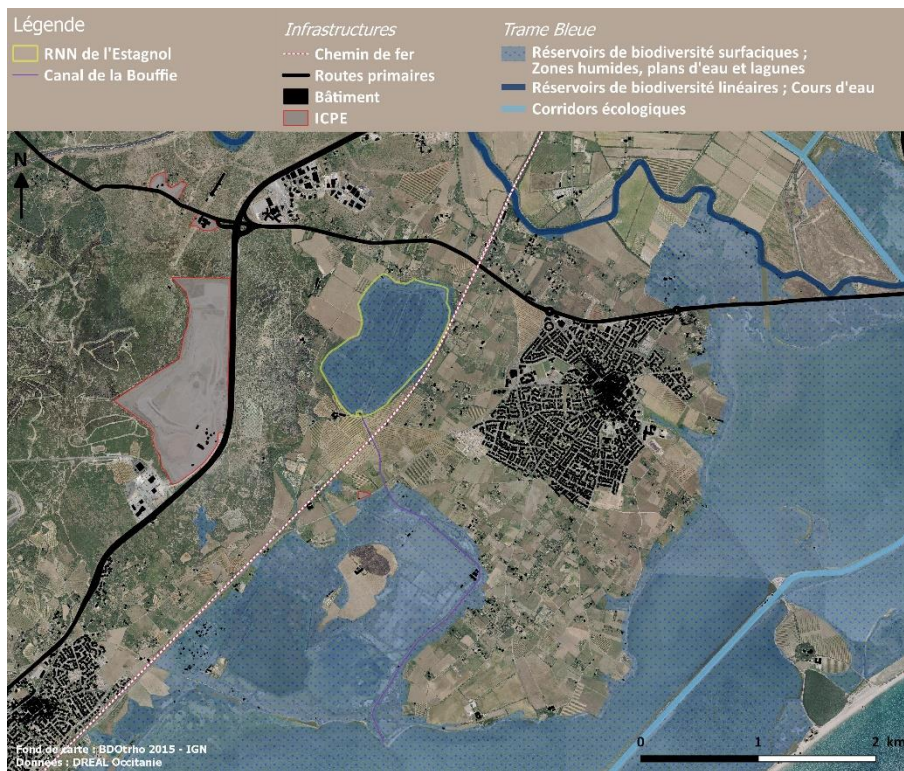 Légende
RNN de l'Estagnol
Canal de la Bouffie
Infrastructures
Chemin de fer
Routes primaires
Bâtiment
ICPE
Trame Bleue
Réservoirs de biodiversité surfaciques ;
Zones humides, plans d'eau et lagunes
Réservoirs de biodiversité linéaires ; Cours d'eau
Corridors écologiques
N
Fond de carte : BDOtrho 2015 - IGN
Données : DREAL Occitanie
0 1 2 km